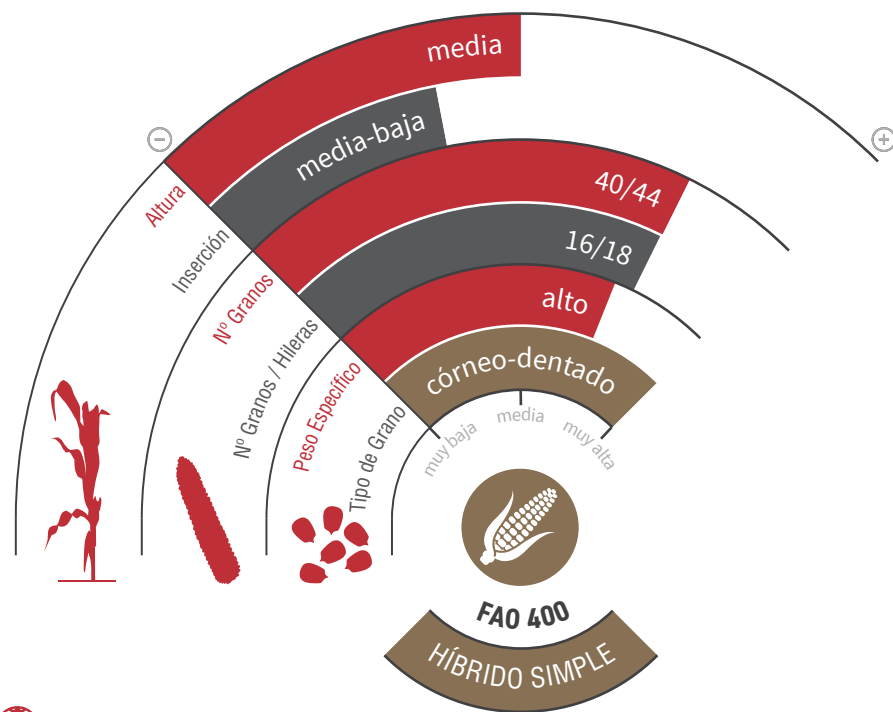 media
media-baja
40/44
16/18
alto
córneo-dentado
Altura
Inserción
Nº Granos
Nº Granos / Hileras
Peso Específico
Tipo de Grano
muy baja
media
muy alta
FAO 400
HÍBRIDO SIMPLE